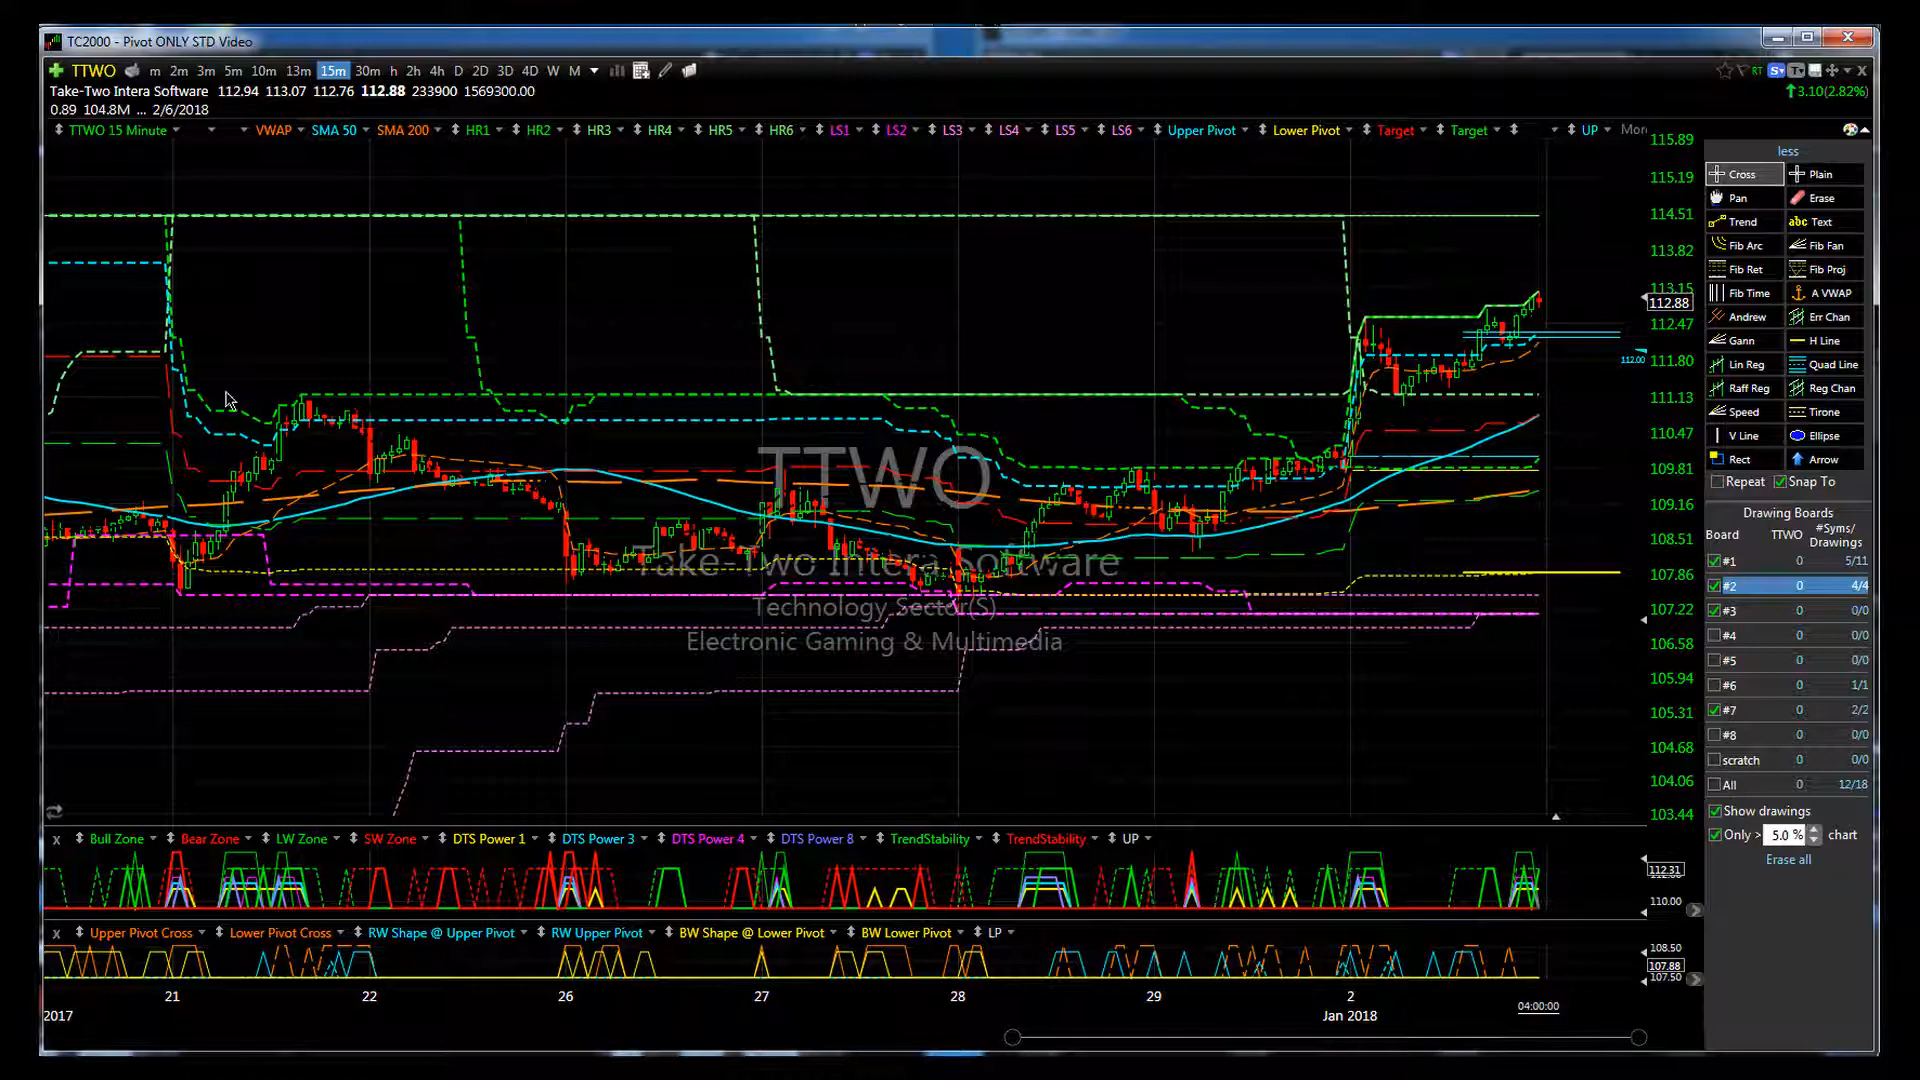 TC2000 - Pivot ONLY STD Video
TTWO m 2m 3m 5m 10m 13m 15m 30m h 2h 4h D 2D 3D 4D W M RT S T X
Take-Two Intera Software 112.94 113.07 112.76 112.88 233900 1569300.00
3.10(2.82%)
0.89 104.8M ... 2/6/2018
TTWO 15 Minute VWAP SMA 50 SMA 200 HR1 HR2 HR3 HR4 HR5 HR6 LS1 LS2 LS3 LS4 LS5 LS6 Upper Pivot Lower Pivot Target Target UP
115.89
115.19
114.51
113.82
113.15
112.88
112.47
112.00
111.80
111.13
110.47
109.81
109.16
108.51
107.86
107.22
106.58
105.94
105.31
104.68
104.06
103.44
TTWO
Take-Two Intera Software
Technology Sector(S)
Electronic Gaming & Multimedia
less
Cross Plain
Pan Erase
Trend abc Text
Fib Arc Fib Fan
Fib Ret Fib Proj
Fib Time A VWAP
Andrew Err Chan
Gann H Line
Lin Reg Quad Line
Raff Reg Reg Chan
Speed Tirone
V Line Ellipse
Rect Arrow
Repeat Snap To
Drawing Boards
Board TTWO #Syms/
Drawings
#1 0 5/11
#2 0 4/4
#3 0 0/0
#4 0 0/0
#5 0 0/0
#6 0 1/1
#7 0 2/2
#8 0 0/0
scratch 0 0/0
All 0 12/18
Show drawings
Only > 5.0 % chart
Erase all
x Bull Zone Bear Zone LW Zone SW Zone DTS Power 1 DTS Power 3 DTS Power 4 DTS Power 8 TrendStability TrendStability UP
112.31
110.00
x Upper Pivot Cross Lower Pivot Cross RW Shape @ Upper Pivot RW Upper Pivot BW Shape @ Lower Pivot BW Lower Pivot LP
108.50
107.88
107.50
21 22 26 27 28 29 2
04:00:00
2017 Jan 2018